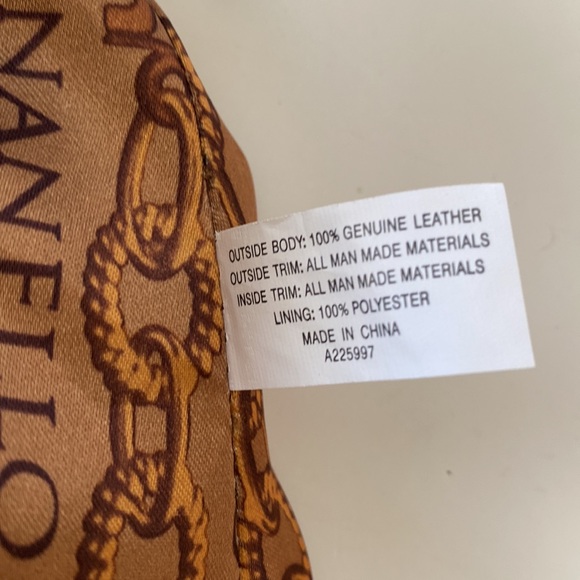 NANELLO
OUTSIDE BODY: 100% GENUINE LEATHER
OUTSIDE TRIM: ALL MAN MADE MATERIALS
INSIDE TRIM: ALL MAN MADE MATERIALS
LINING: 100% POLYESTER
MADE IN CHINA
A225997